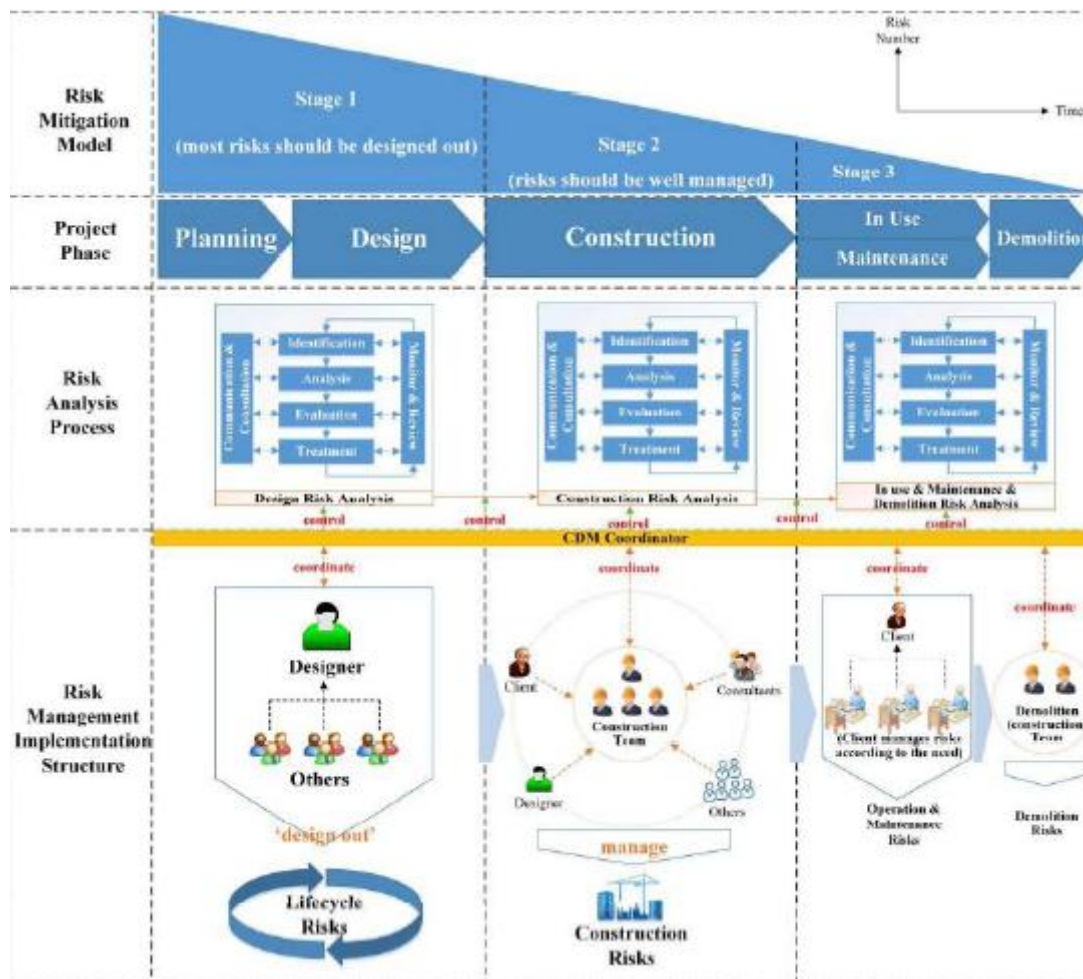 Risk
Mitigation
Model
Stage 1
(most risks should be designed out)
Stage 2
(risks should be well managed)
Stage 3
Risk
Number
Time
Project
Phase
Planning
Design
Construction
In Use
Maintenance
Demolition
Risk
Analysis
Process
Communication &
Consultation
Identification
Analysis
Evaluation
Treatment
Monitor & Review
Design Risk Analysis
Communication &
Consultation
Identification
Analysis
Evaluation
Treatment
Monitor & Review
Construction Risk Analysis
Communication &
Consultation
Identification
Analysis
Evaluation
Treatment
Monitor & Review
In use & Maintenance &
Demolition Risk Analysis
control
control
control
control
control
CDM Coordinator
Risk
Management
Implementation
Structure
coordinate
Designer
Others
'design out'
Lifecycle
Risks
coordinate
Client
Consultants
Construction
Team
Designer
Others
manage
Construction
Risks
coordinate
Client
(Client manages risks
according to the need)
Operation &
Maintenance
Risks
coordinate
Demolition
(construction
Team
Demolition
Risks